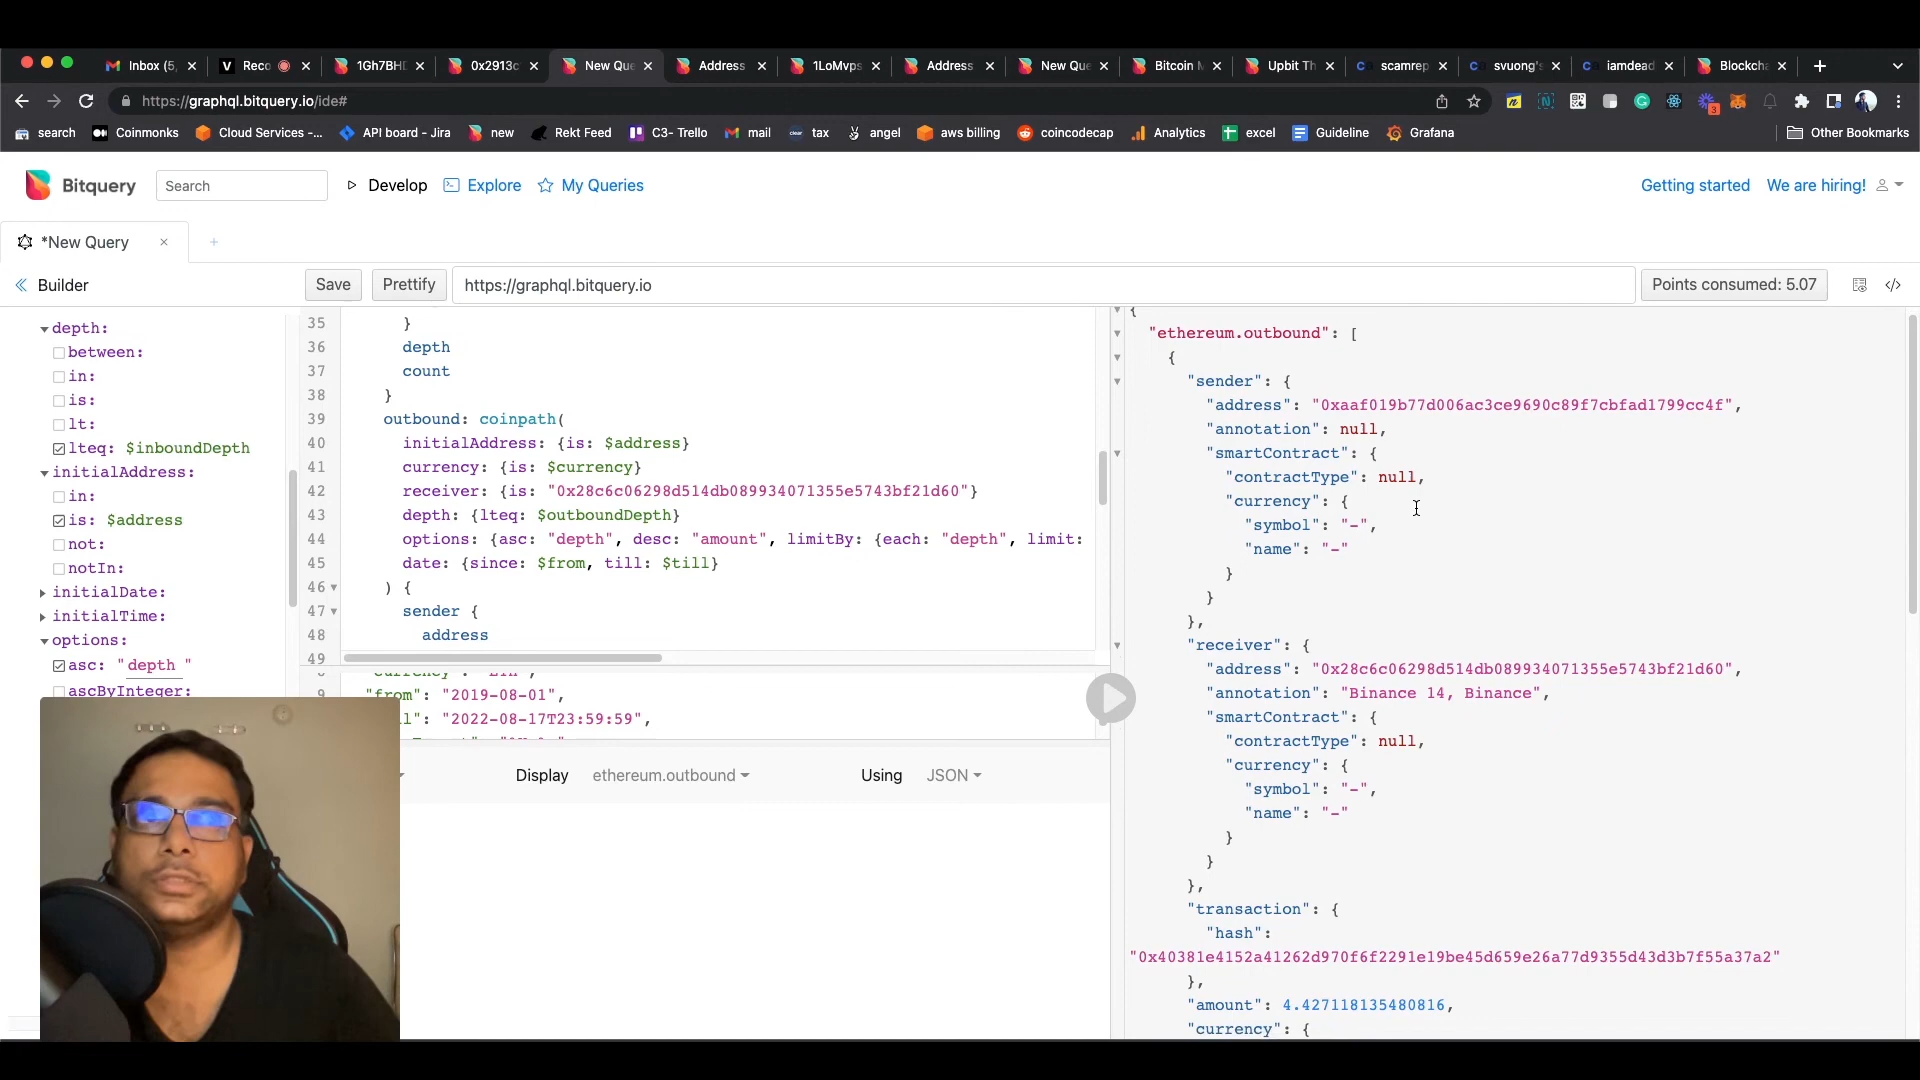 Inbox (5,
Reco
1Gh7BHD
0x2913c
New Que
Address
1LoMvps
Address
New Que
Bitcoin M
Upbit Th
scamrep
svuong's
iamdead
Blockcha
https://graphql.bitquery.io/ide#
3
search
Coinmonks
Cloud Services -...
API board - Jira
new
Rekt Feed
C3- Trello
mail
tax
angel
aws billing
coincodecap
Analytics
excel
Guideline
Grafana
Other Bookmarks
Bitquery
Search
Develop
Explore
My Queries
Getting started
We are hiring!
*New Query
Builder
Save
Prettify
https://graphql.bitquery.io
Points consumed: 5.07
depth:
between:
in:
is:
lt:
lteq: $inboundDepth
initialAddress:
in:
is: $address
not:
notIn:
initialDate:
initialTime:
options:
asc: "depth "
ascByInteger:
35 }
36 depth
37 count
38 }
39 outbound: coinpath(
40 initialAddress: {is: $address}
41 currency: {is: $currency}
42 receiver: {is: "0x28c6c06298d514db089934071355e5743bf21d60"}
43 depth: {lteq: $outboundDepth}
44 options: {asc: "depth", desc: "amount", limitBy: {each: "depth", limit:
45 date: {since: $from, till: $till}
46 ) {
47 sender {
48 address
49
9 "from": "2019-08-01",
ll": "2022-08-17T23:59:59",
Display
ethereum.outbound
Using
JSON
{
"ethereum.outbound": [
{
"sender": {
"address": "0xaaf019b77d006ac3ce9690c89f7cbfad1799cc4f",
"annotation": null,
"smartContract": {
"contractType": null,
"currency": {
"symbol": "-",
"name": "-"
}
}
},
"receiver": {
"address": "0x28c6c06298d514db089934071355e5743bf21d60",
"annotation": "Binance 14, Binance",
"smartContract": {
"contractType": null,
"currency": {
"symbol": "-",
"name": "-"
}
}
},
"transaction": {
"hash":
"0x40381e4152a41262d970f6f2291e19be45d659e26a77d9355d43d3b7f55a37a2"
},
"amount": 4.427118135480816,
"currency": {